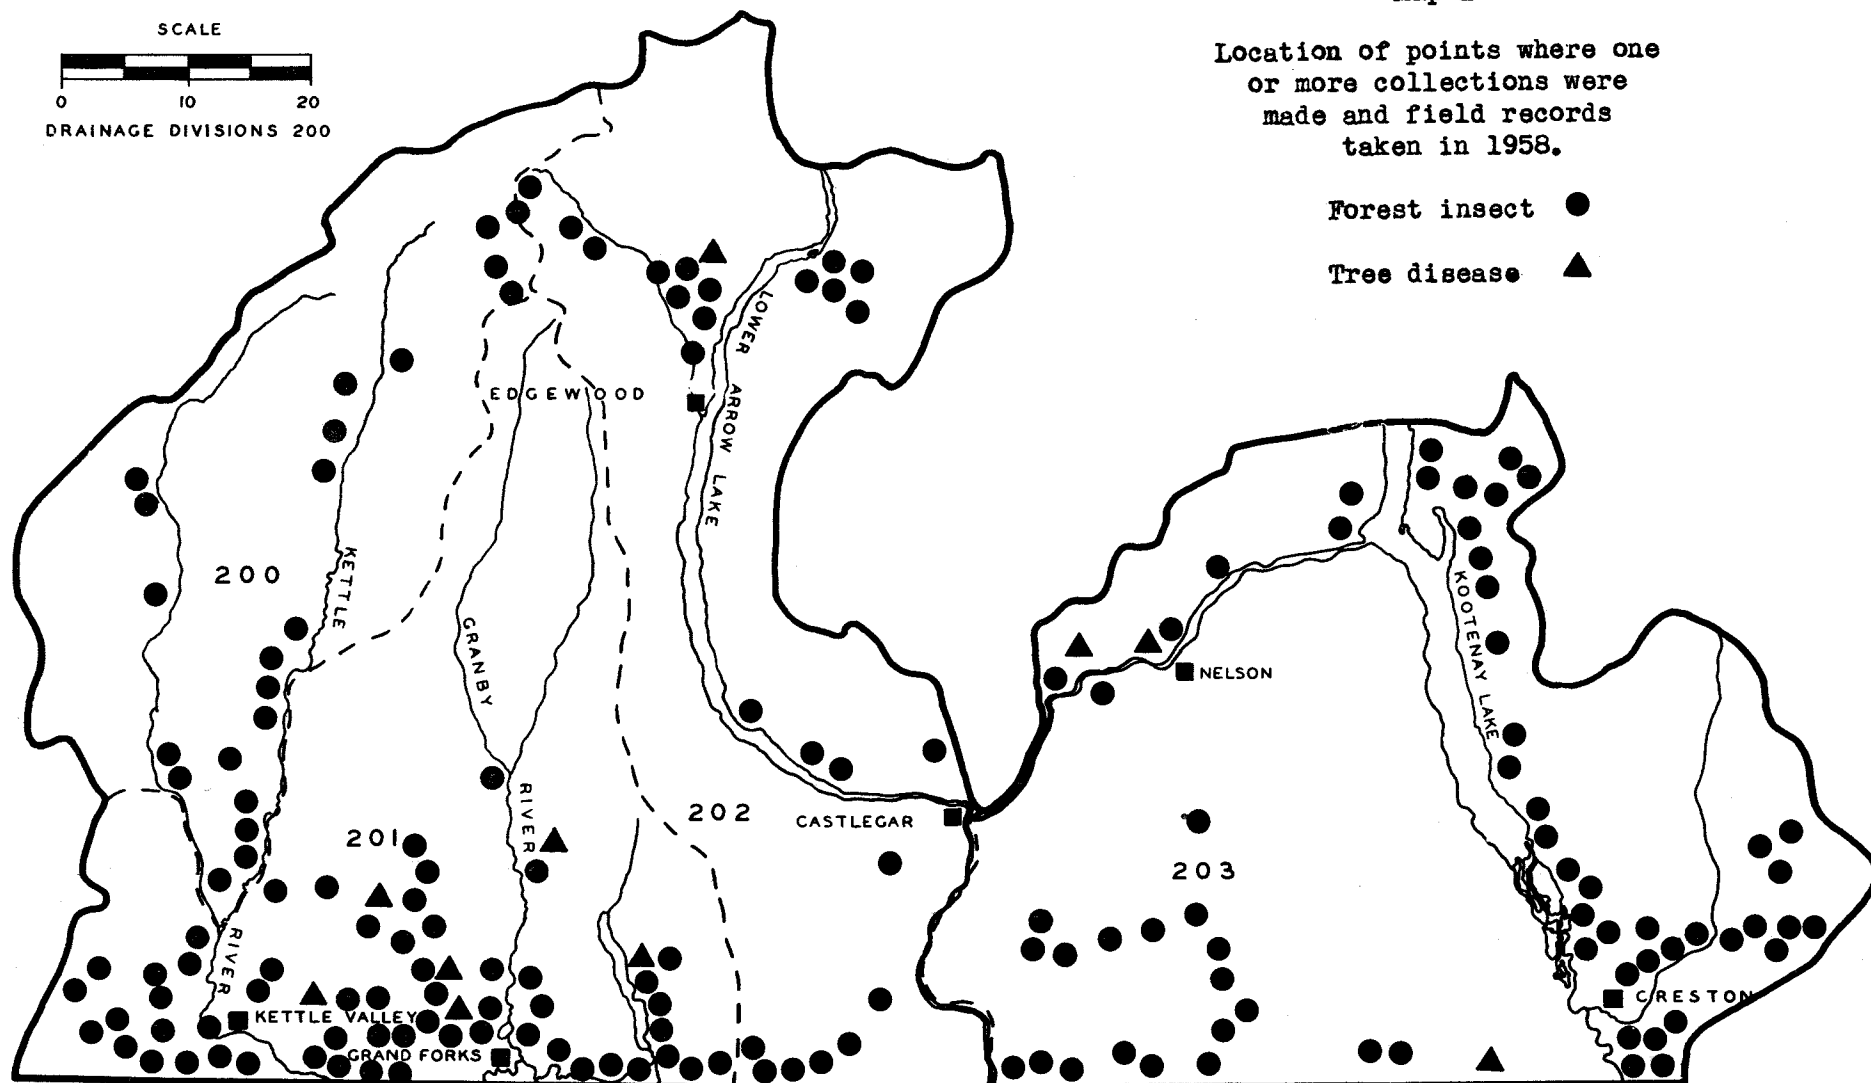 SCALE
0 10 20
DRAINAGE DIVISIONS 200
Location of points where one
or more collections were
made and field records
taken in 1958.
Forest insect
Tree disease
LOWER ARROW LAKE
EDGEWOOD
200
KETTLE
GRANBY
KOOTENAY LAKE
NELSON
RIVER
201
202
CASTLEGAR
203
RIVER
KETTLE VALLEY
CRESTON
GRAND FORKS